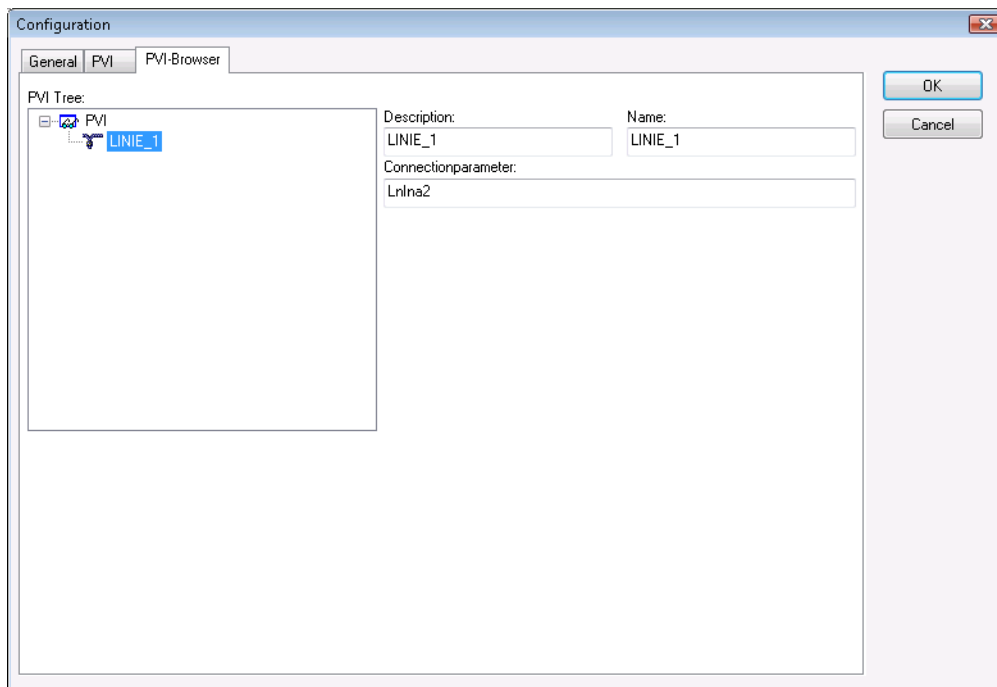 Configuration
General PVI PVI-Browser
OK
Cancel
PVI Tree:
PVI
LINIE_1
Description: Name:
LINIE_1 LINIE_1
Connectionparameter:
LnIna2